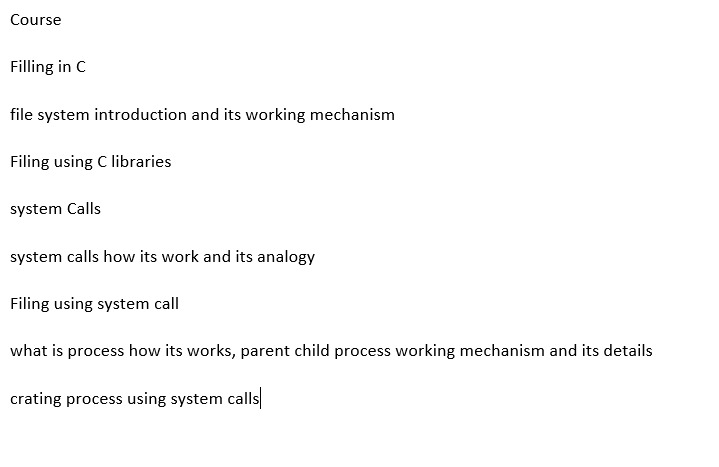 Course
Filling in C
file system introduction and its working mechanism
Filing using C libraries
system Calls
system calls how its work and its analogy
Filing using system call
what is process how its works, parent child process working mechanism and its details
crating process using system calls